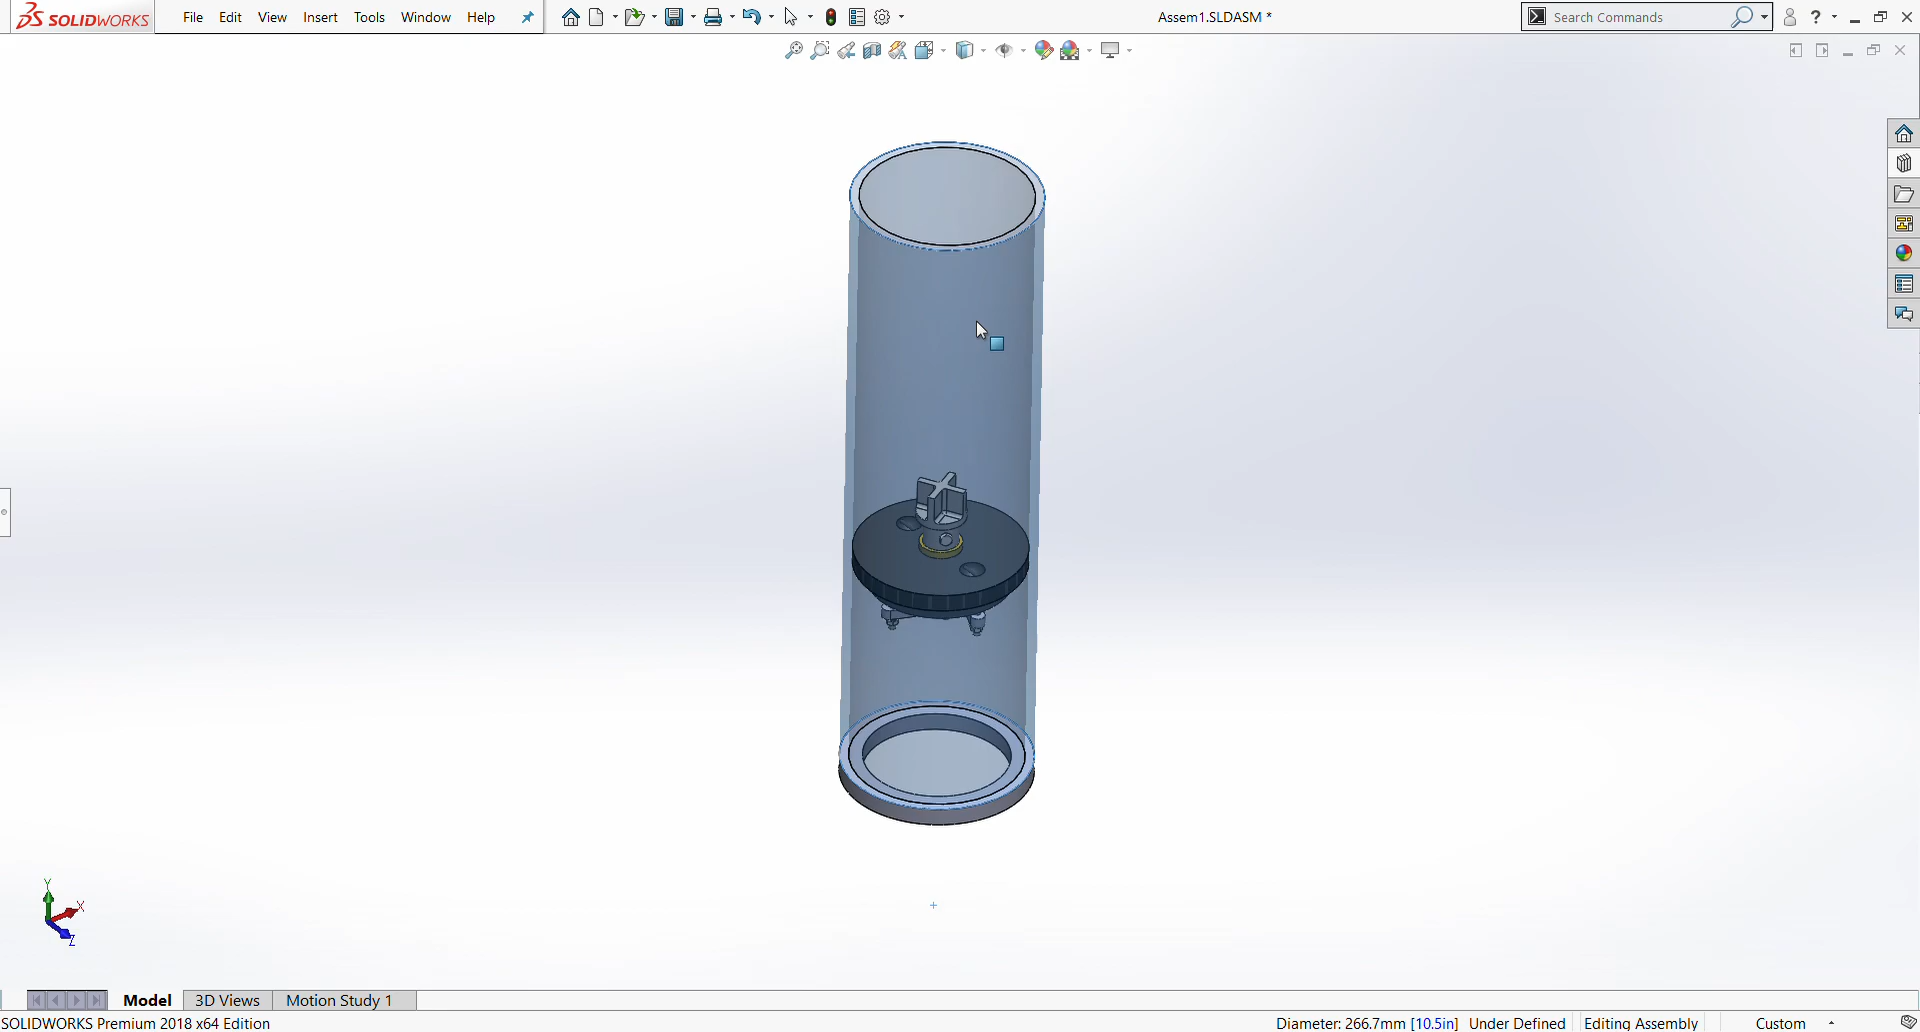 SOLIDWORKS File Edit View Insert Tools Window Help Assem1.SLDASM * Search Commands ?
Y
X
Z
Model 3D Views Motion Study 1
SOLIDWORKS Premium 2018 x64 Edition Diameter: 266.7mm [10.5in] Under Defined Editing Assembly Custom